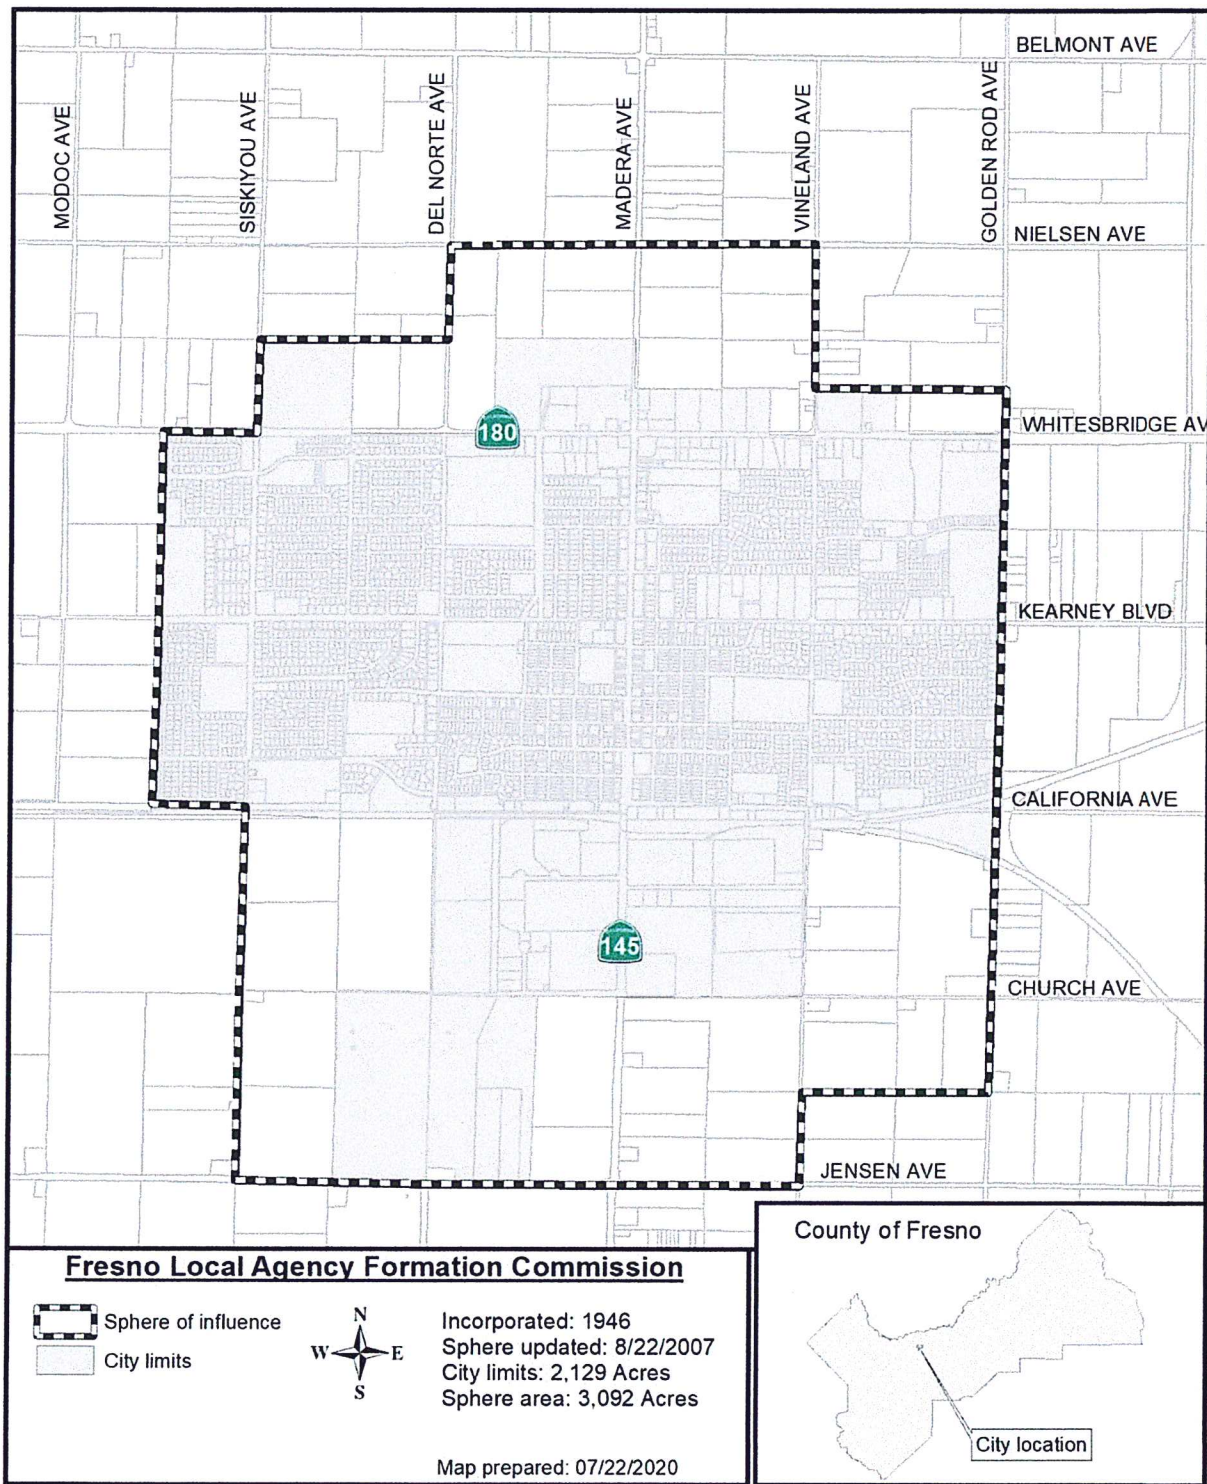 BELMONT AVE
MODOC AVE
SISKIYOU AVE
DEL NORTE AVE
MADERA AVE
VINELAND AVE
GOLDEN ROD AVE
NIELSEN AVE
CALIFORNIA
180
WHITESBRIDGE AV
KEARNEY BLVD
CALIFORNIA AVE
CALIFORNIA
145
CHURCH AVE
JENSEN AVE
Fresno Local Agency Formation Commission
Sphere of influence
City limits
N
W E
S
Incorporated: 1946
Sphere updated: 8/22/2007
City limits: 2,129 Acres
Sphere area: 3,092 Acres
Map prepared: 07/22/2020
County of Fresno
City location